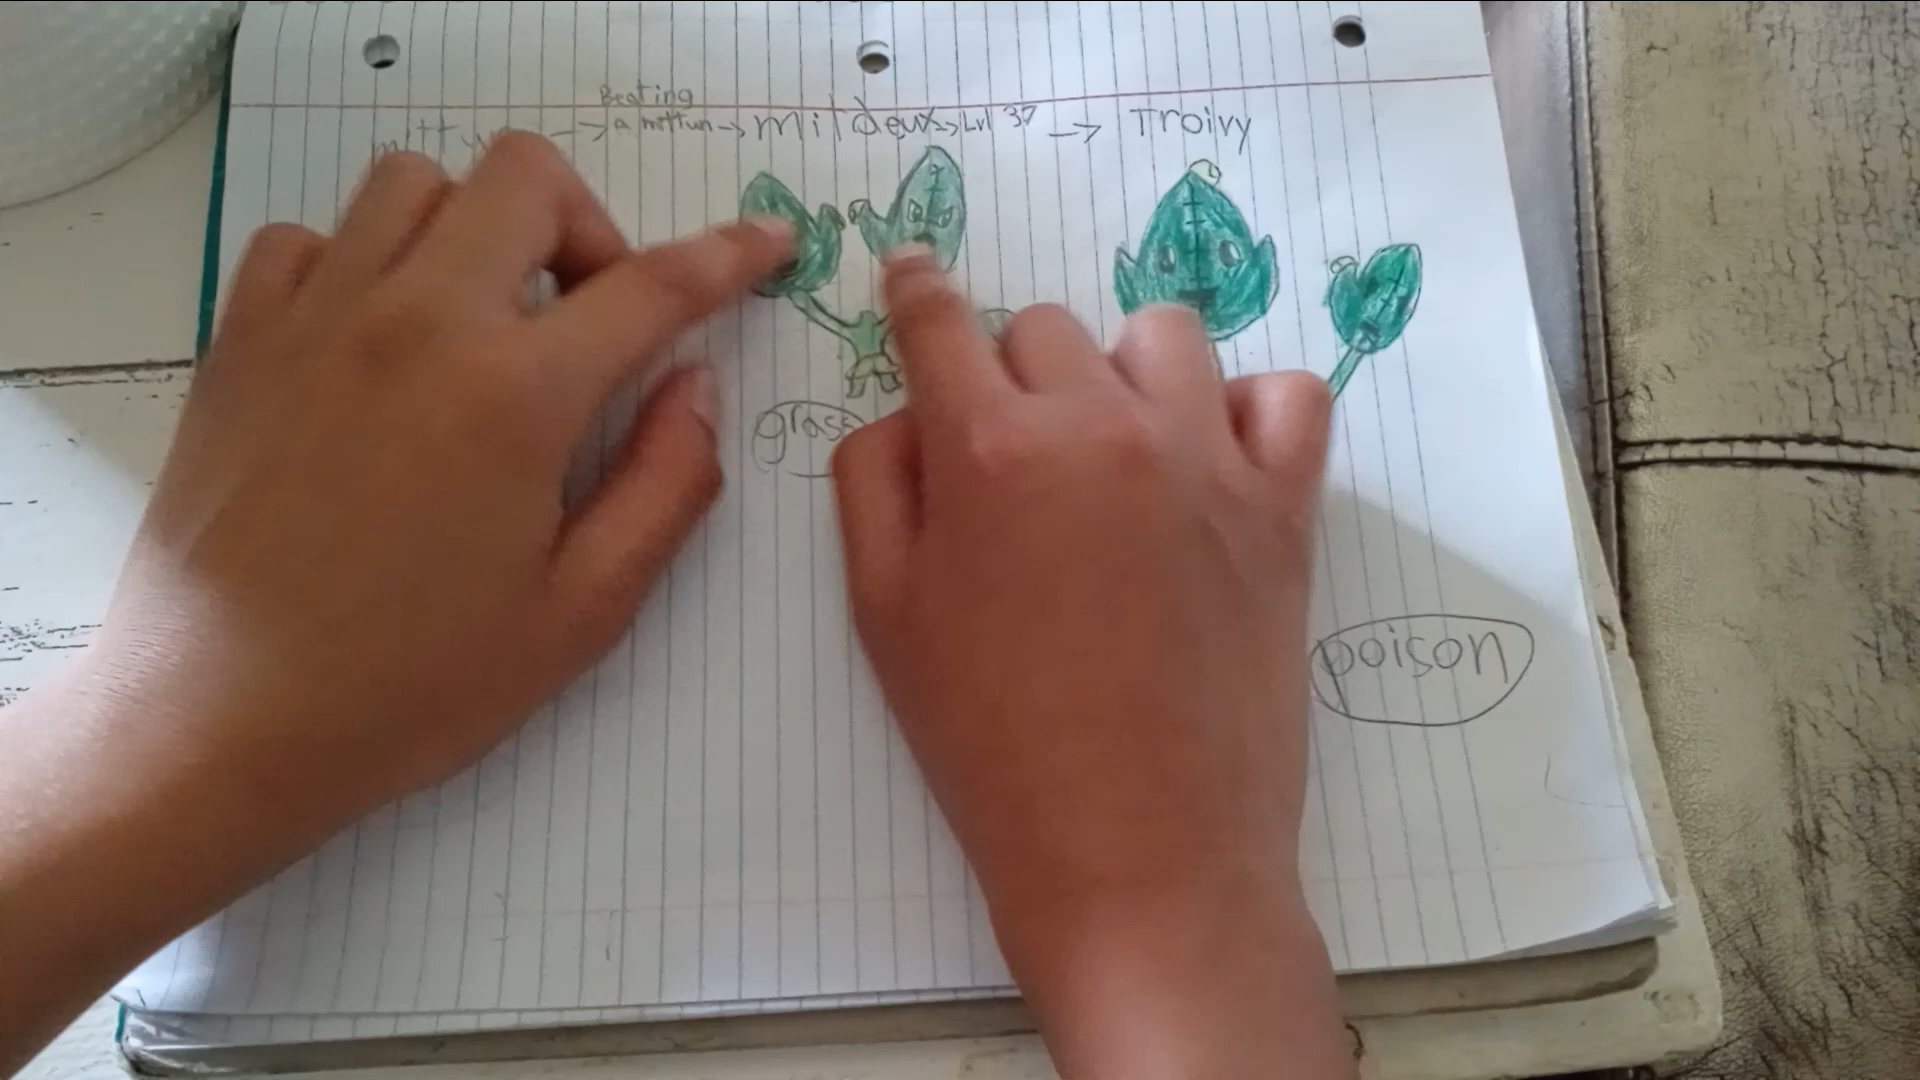 Beating
a mittun -> mildeux -> Lvl 37 -> Troivy
grass
poison